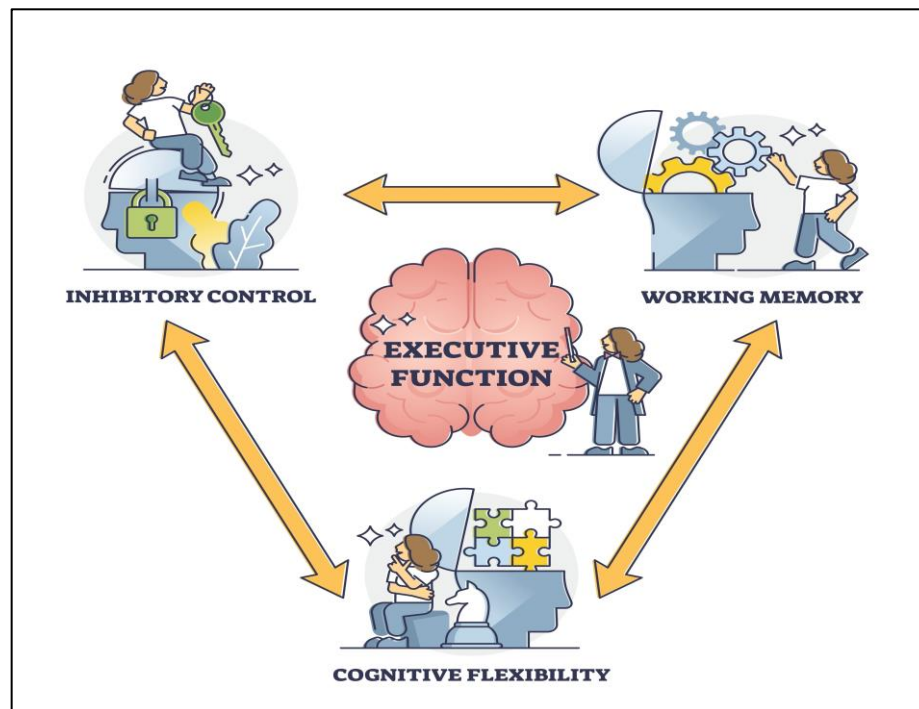 INHIBITORY CONTROL
WORKING MEMORY
EXECUTIVE
FUNCTION
COGNITIVE FLEXIBILITY